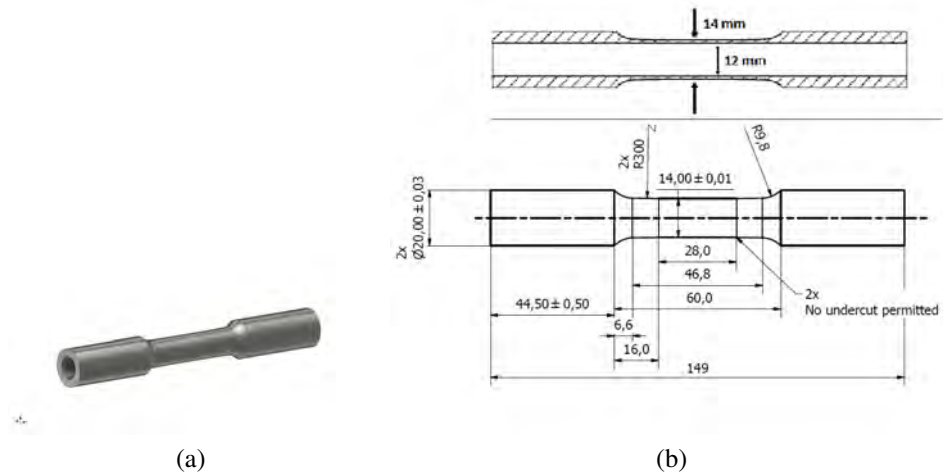 14 mm
12 mm
2x
R300
R9,8
14,00 ± 0,01
2x
Ø20,00 ± 0,03
28,0
46,8
2x
No undercut permitted
44,50 ± 0,50
60,0
6,6
16,0
149
(a)
(b)